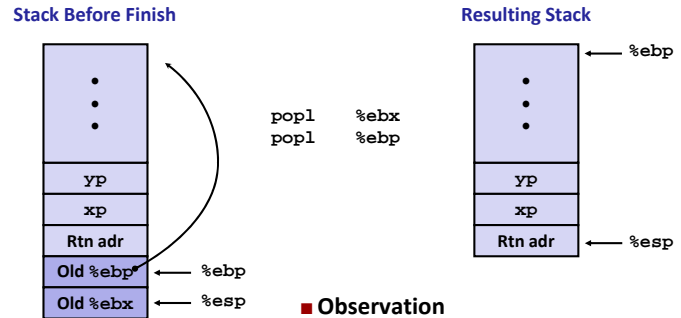 Stack Before Finish
yp
xp
Rtn adr
Old %ebp
%ebp
Old %ebx
%esp
popl %ebx
popl %ebp
Resulting Stack
%ebp
yp
xp
Rtn adr
%esp
■ Observation